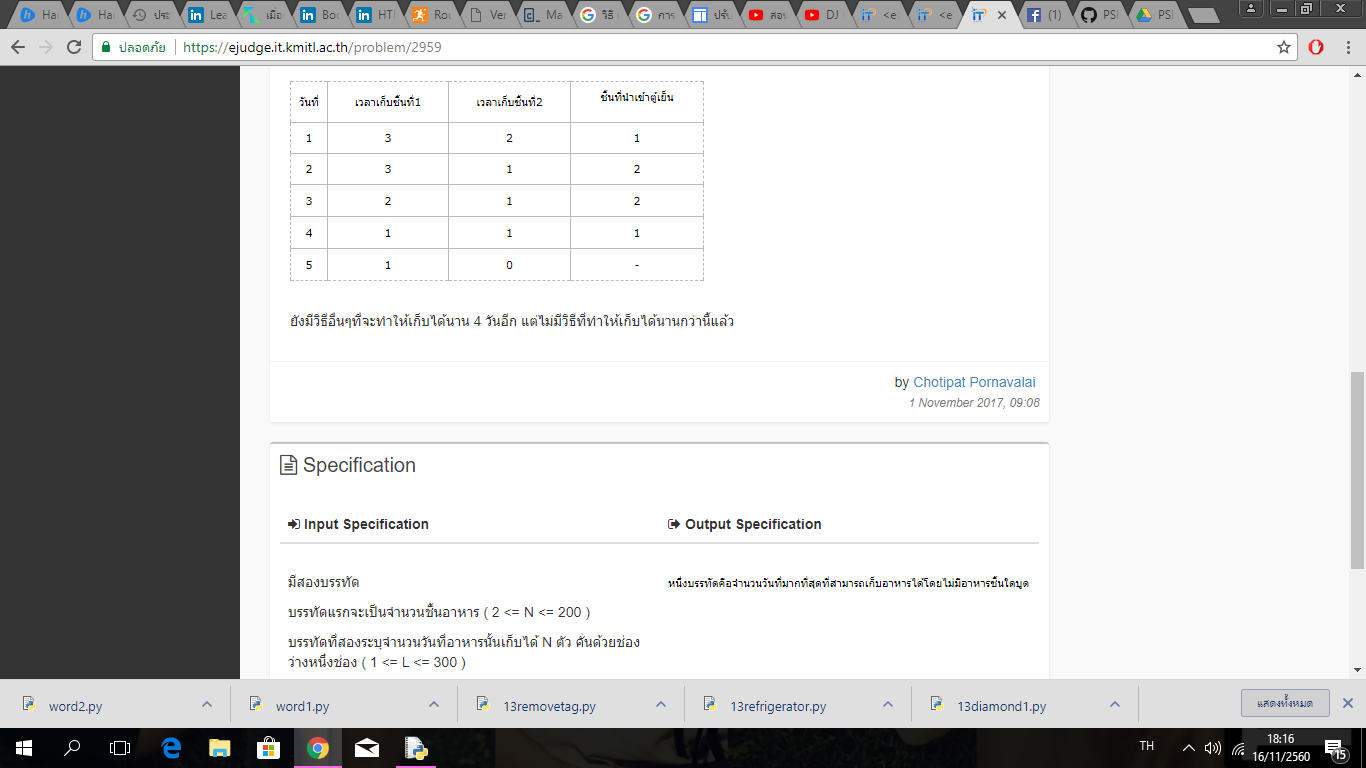 Ha
Ha
ประ
Lea
เมื่อ
Boo
HTI
Rou
Ver
Ma
วิธี
การ
ปรับ
สอน
DJ
<e
<e
(1)
PSI
PSI
ปลอดภัย https://ejudge.it.kmitl.ac.th/problem/2959
วันที่ เวลาเก็บชิ้นที่1 เวลาเก็บชิ้นที่2 ชิ้นที่นำเข้าตู้เย็น
1 3 2 1
2 3 1 2
3 2 1 2
4 1 1 1
5 1 0 -
ยังมีวิธีอื่นๆที่จะทำให้เก็บได้นาน 4 วันอีก แต่ไม่มีวิธีที่ทำให้เก็บได้นานกว่านี้แล้ว
by Chotipat Pornavalai
1 November 2017, 09:08
Specification
Input Specification Output Specification
มีสองบรรทัด หนึ่งบรรทัดคือจำนวนวันที่มากที่สุดที่สามารถเก็บอาหารได้โดยไม่มีอาหารชิ้นใดบูด
บรรทัดแรกจะเป็นจำนวนชิ้นอาหาร ( 2 <= N <= 200 )
บรรทัดที่สองระบุจำนวนวันที่อาหารนั้นเก็บได้ N ตัว คั่นด้วยช่อง
ว่างหนึ่งช่อง ( 1 <= L <= 300 )
word2.py word1.py 13removetag.py 13refrigerator.py 13diamond1.py แสดงทั้งหมด
TH 18:16
16/11/2560 15